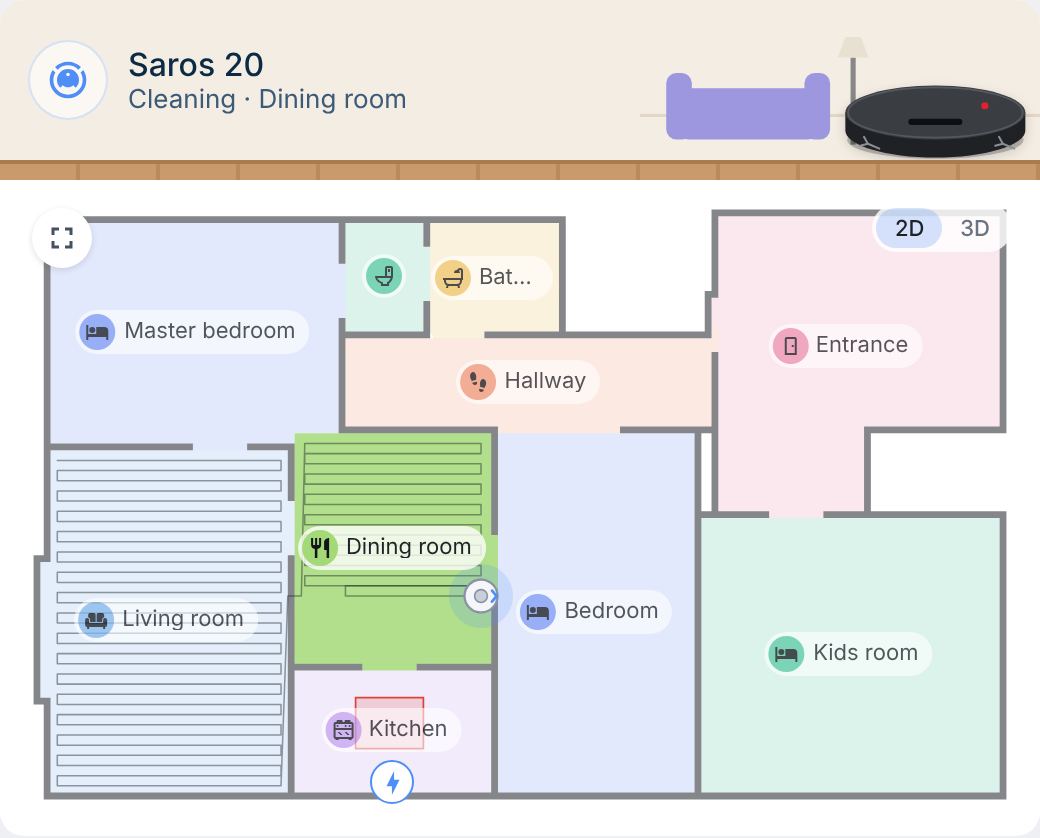 Saros 20
Cleaning · Dining room
2D 3D
Bat...
Master bedroom
Entrance
Hallway
Dining room
Bedroom
Living room
Kids room
Kitchen